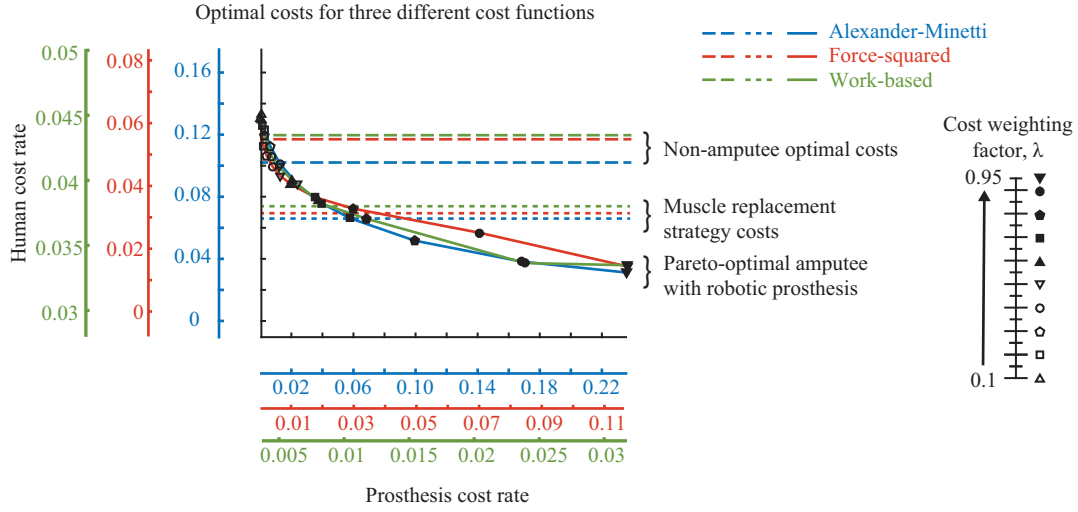 Optimal costs for three different cost functions
Alexander-Minetti
Force-squared
Work-based
Human cost rate
0.05
0.045
0.04
0.035
0.03
0.08
0.06
0.04
0.02
0
0.16
0.12
0.08
0.04
0
Non-amputee optimal costs
Muscle replacement
strategy costs
Pareto-optimal amputee
with robotic prosthesis
Cost weighting
factor, λ
0.95
0.1
0.02 0.06 0.10 0.14 0.18 0.22
0.01 0.03 0.05 0.07 0.09 0.11
0.005 0.01 0.015 0.02 0.025 0.03
Prosthesis cost rate